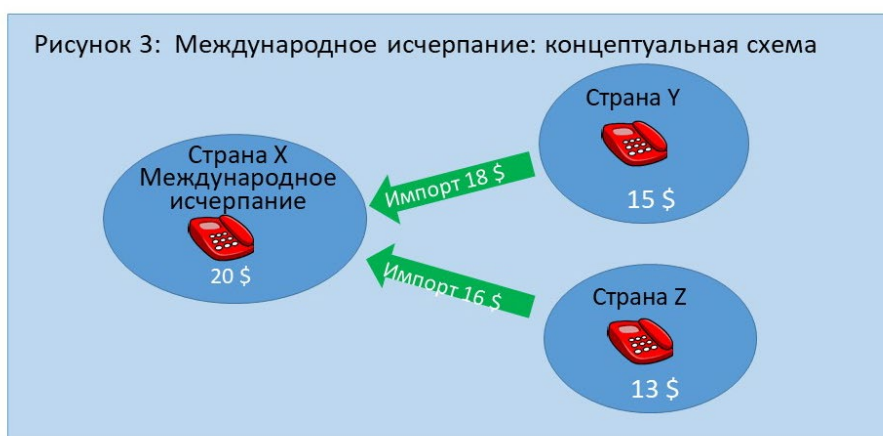 Рисунок 3: Международное исчерпание: концептуальная схема
Страна X
Международное
исчерпание
20 $
Импорт 18 $
Импорт 16 $
Страна Y
15 $
Страна Z
13 $